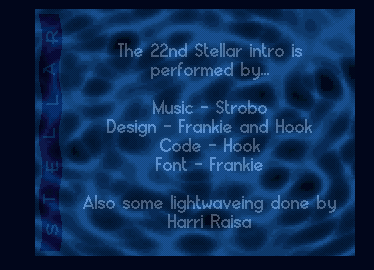 STELLAR
The 22nd Stellar intro is
performed by...
Music - Strobo
Design - Frankie and Hook
Code - Hook
Font - Frankie
Also some lightwaveing done by
Harri Raisa